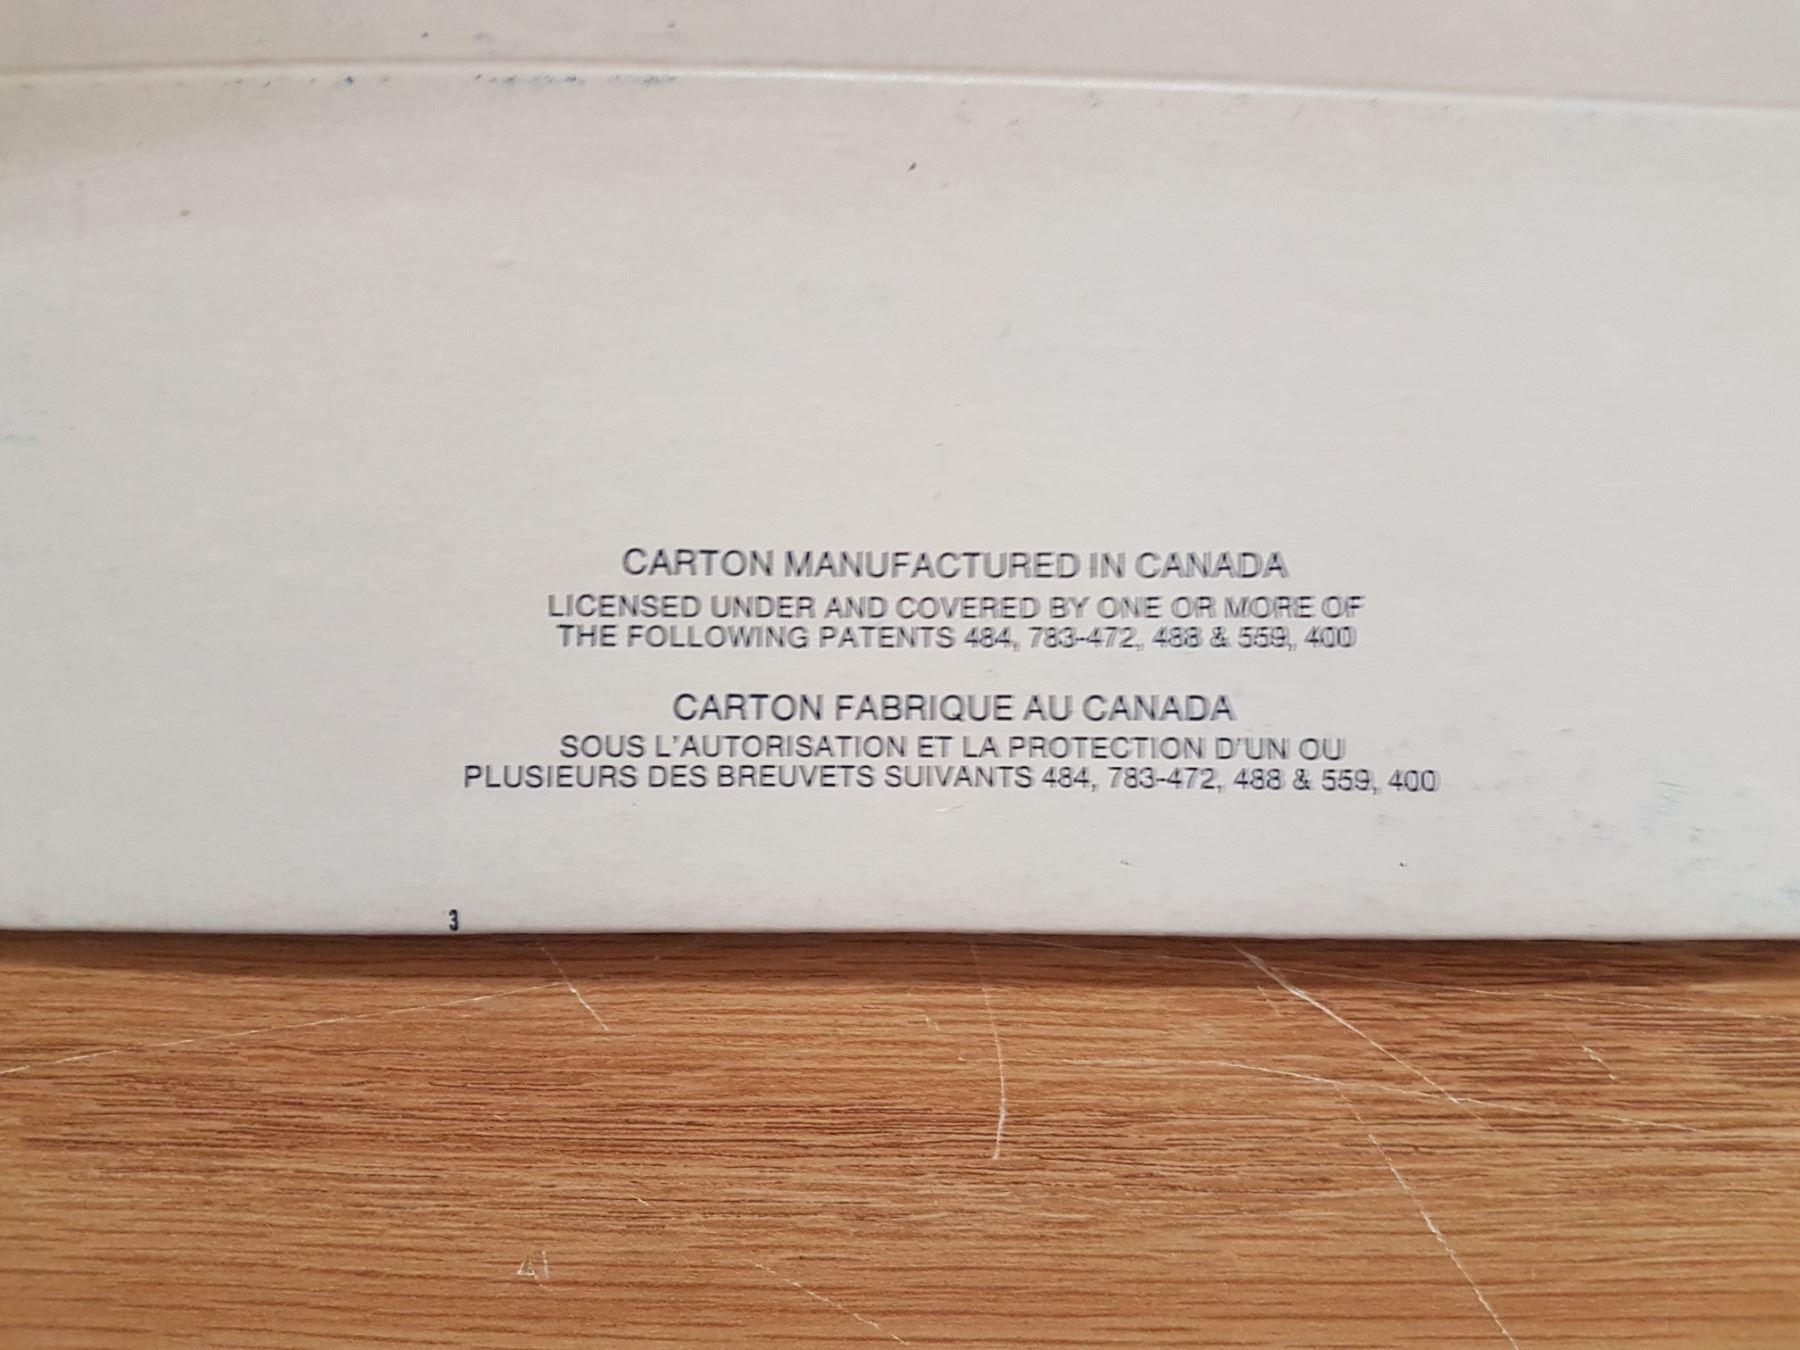 CARTON MANUFACTURED IN CANADA
LICENSED UNDER AND COVERED BY ONE OR MORE OF
THE FOLLOWING PATENTS 484, 783-472, 488 & 559, 400
CARTON FABRIQUE AU CANADA
SOUS L'AUTORISATION ET LA PROTECTION D'UN OU
PLUSIEURS DES BREUVETS SUIVANTS 484, 783-472, 488 & 559, 400
3